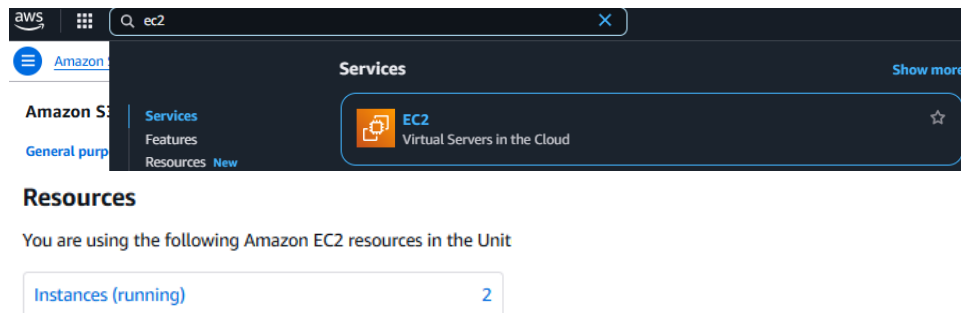 aws
ec2
Amazon
Services
Show more
Amazon S3
Services
EC2
Features
Virtual Servers in the Cloud
General purp
Resources New
Resources
You are using the following Amazon EC2 resources in the Unit
Instances (running) 2